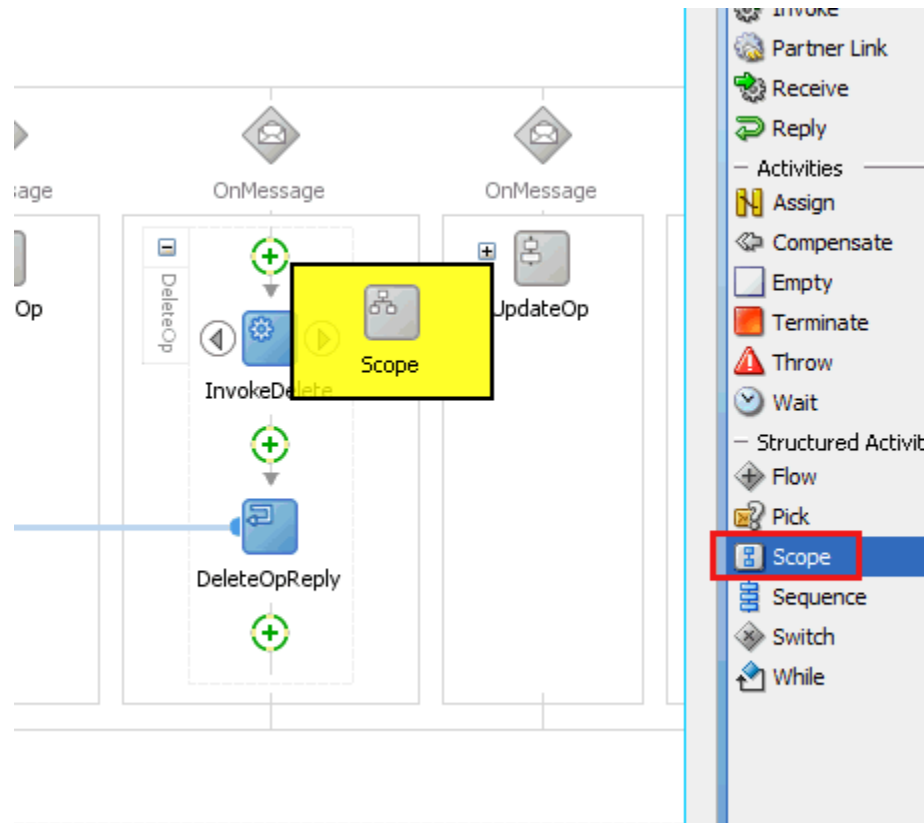 OnMessage
OnMessage
Op
DeleteOp
InvokeDelete
DeleteOpReply
Scope
UpdateOp
Invoke
Partner Link
Receive
Reply
Activities
Assign
Compensate
Empty
Terminate
Throw
Wait
Structured Activit
Flow
Pick
Scope
Sequence
Switch
While